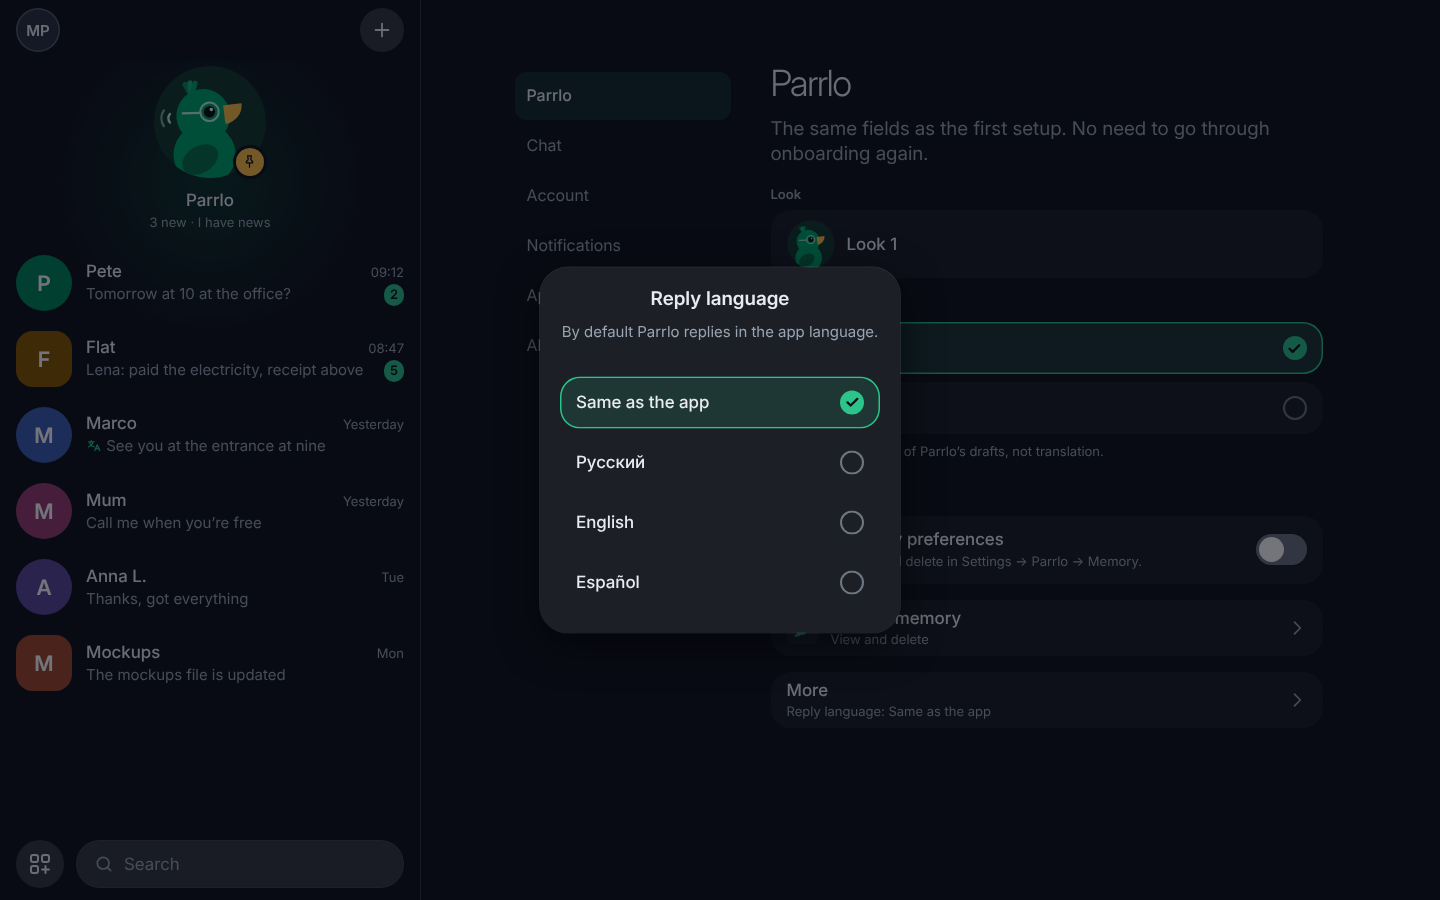 MP
Parrlo
3 new · I have news
P
Pete
09:12
Tomorrow at 10 at the office?
2
F
Flat
08:47
Lena: paid the electricity, receipt above
5
M
Marco
Yesterday
See you at the entrance at nine
M
Mum
Yesterday
Call me when you’re free
A
Anna L.
Tue
Thanks, got everything
M
Mockups
Mon
The mockups file is updated
Search
Parrlo
Chat
Account
Notifications
Parrlo
The same fields as the first setup. No need to go through
onboarding again.
Look
Look 1
Reply language
By default Parrlo replies in the app language.
Same as the app
Русский
English
Español
of Parrlo’s drafts, not translation.
preferences
delete in Settings → Parrlo → Memory.
memory
View and delete
More
Reply language: Same as the app